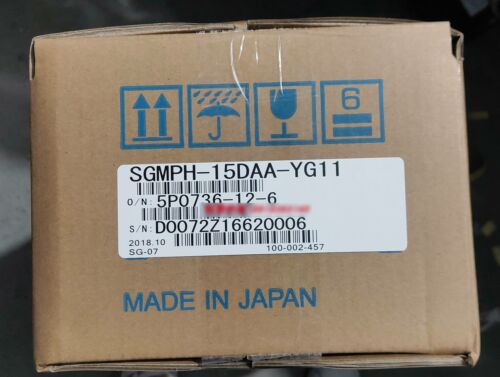 6
SGMPH-15DAA-YG11
O/N: 5P0736-12-6
S/N: D0072Z16620006
2018.10
SG-07 100-002-457
MADE IN JAPAN